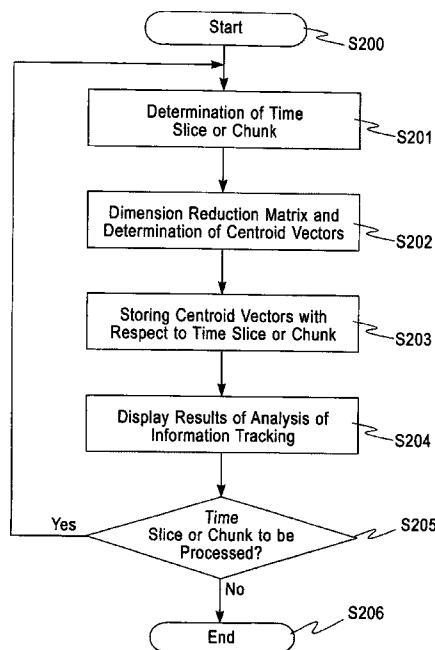 Start
S200
Determination of Time
Slice or Chunk
S201
Dimension Reduction Matrix and
Determination of Centroid Vectors
S202
Storing Centroid Vectors with
Respect to Time Slice or Chunk
S203
Display Results of Analysis of
Information Tracking
S204
Yes
Time
Slice or Chunk to be
Processed?
S205
No
End
S206